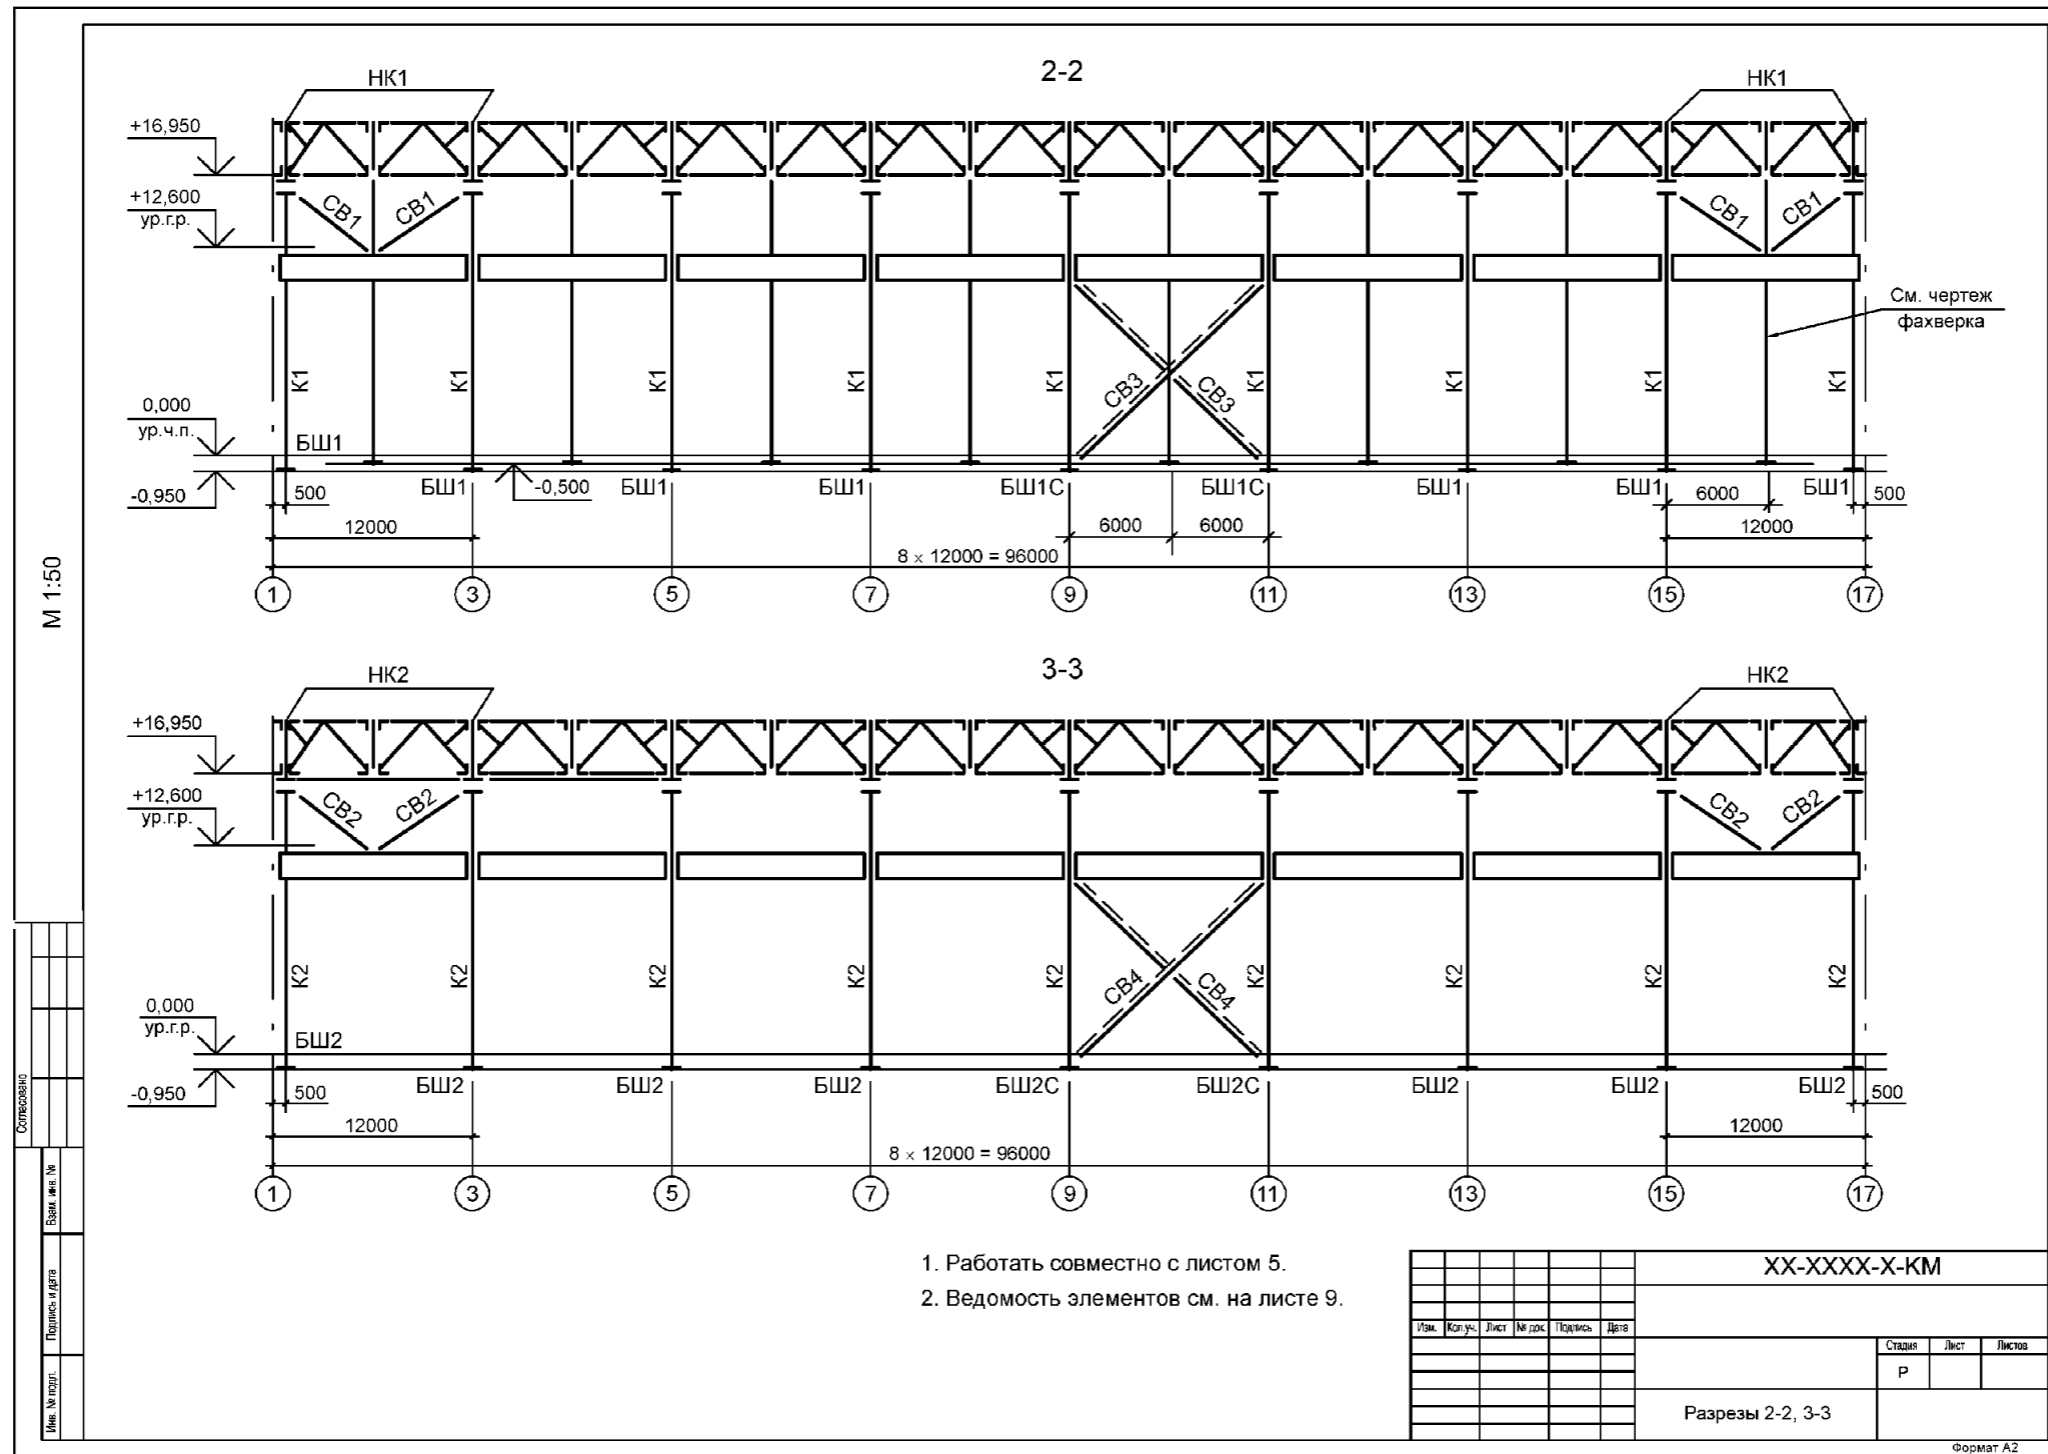 2-2
НК1
НК1
+16,950
+12,600
ур.г.р.
СВ1
СВ1
СВ1
СВ1
См. чертеж
фахверка
К1
К1
К1
К1
К1
К1
К1
К1
К1
СВ3
СВ3
0,000
ур.ч.п.
БШ1
-0,950
500
БШ1
-0,500
БШ1
БШ1
БШ1С
БШ1С
БШ1
БШ1
6000
БШ1
500
12000
6000
6000
12000
8 × 12000 = 96000
1
3
5
7
9
11
13
15
17
М 1:50
3-3
НК2
НК2
+16,950
+12,600
ур.г.р.
СВ2
СВ2
СВ2
СВ2
К2
К2
К2
К2
К2
К2
К2
К2
К2
СВ4
СВ4
0,000
ур.г.р.
БШ2
-0,950
500
БШ2
БШ2
БШ2
БШ2С
БШ2С
БШ2
БШ2
БШ2
500
12000
12000
8 × 12000 = 96000
1
3
5
7
9
11
13
15
17
Согласовано
Взам. инв. №
Подпись и дата
Инв. № подл.
1. Работать совместно с листом 5.
2. Ведомость элементов см. на листе 9.
XX-XXXX-X-КМ
Изм. Кол.уч. Лист № док. Подпись Дата
Стадия Лист Листов
Р
Разрезы 2-2, 3-3
Формат А2